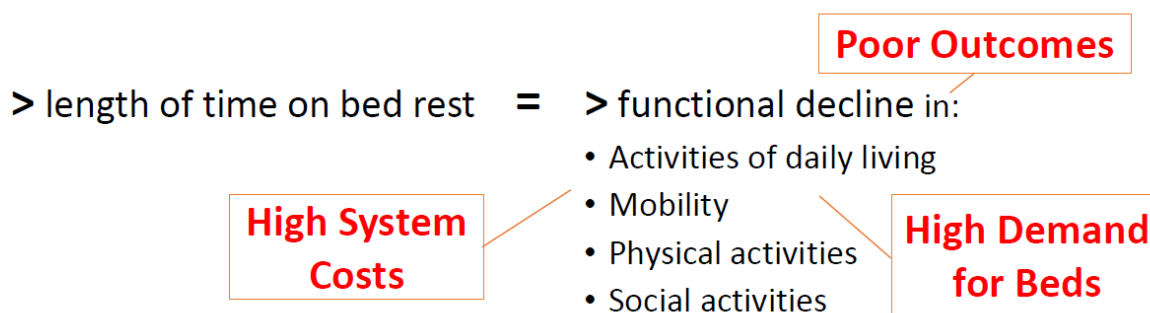 Poor Outcomes
> length of time on bed rest = > functional decline in:
• Activities of daily living
• Mobility
• Physical activities
• Social activities
High System
Costs
High Demand
for Beds